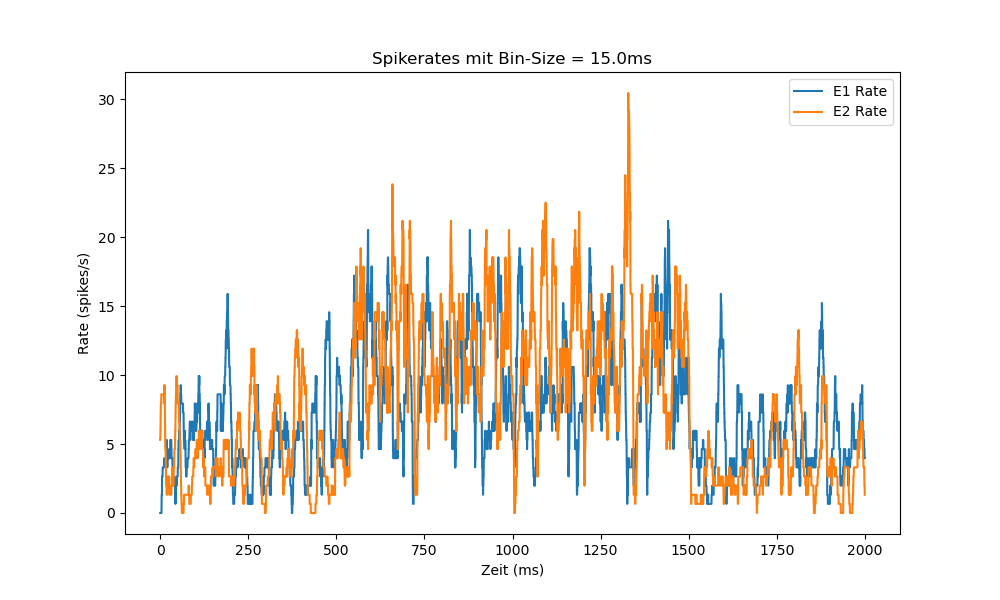 Spikerates mit Bin-Size = 15.0ms
E1 Rate
E2 Rate
Rate (spikes/s)
30
25
20
15
10
5
0
0 250 500 750 1000 1250 1500 1750 2000
Zeit (ms)